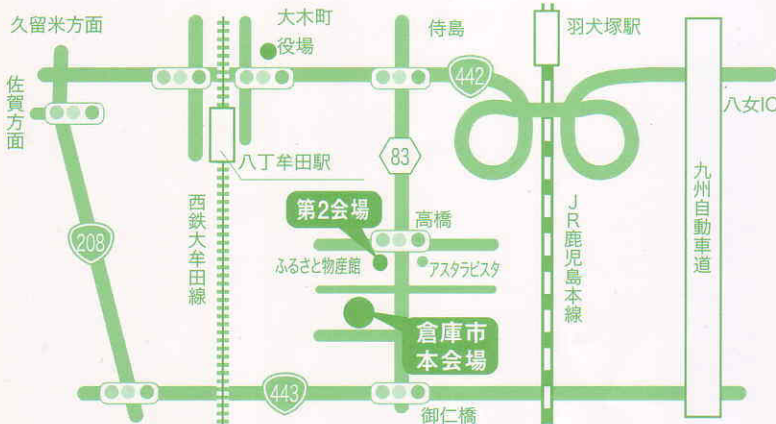 久留米方面
大木町
役場
侍島
羽犬塚駅
442
佐賀方面
八女IC
八丁牟田駅
83
九州自動車道
西鉄大牟田線
第2会場
高橋
JR鹿児島本線
208
ふるさと物産館
アスタラビスタ
倉庫市
本会場
443
御仁橋